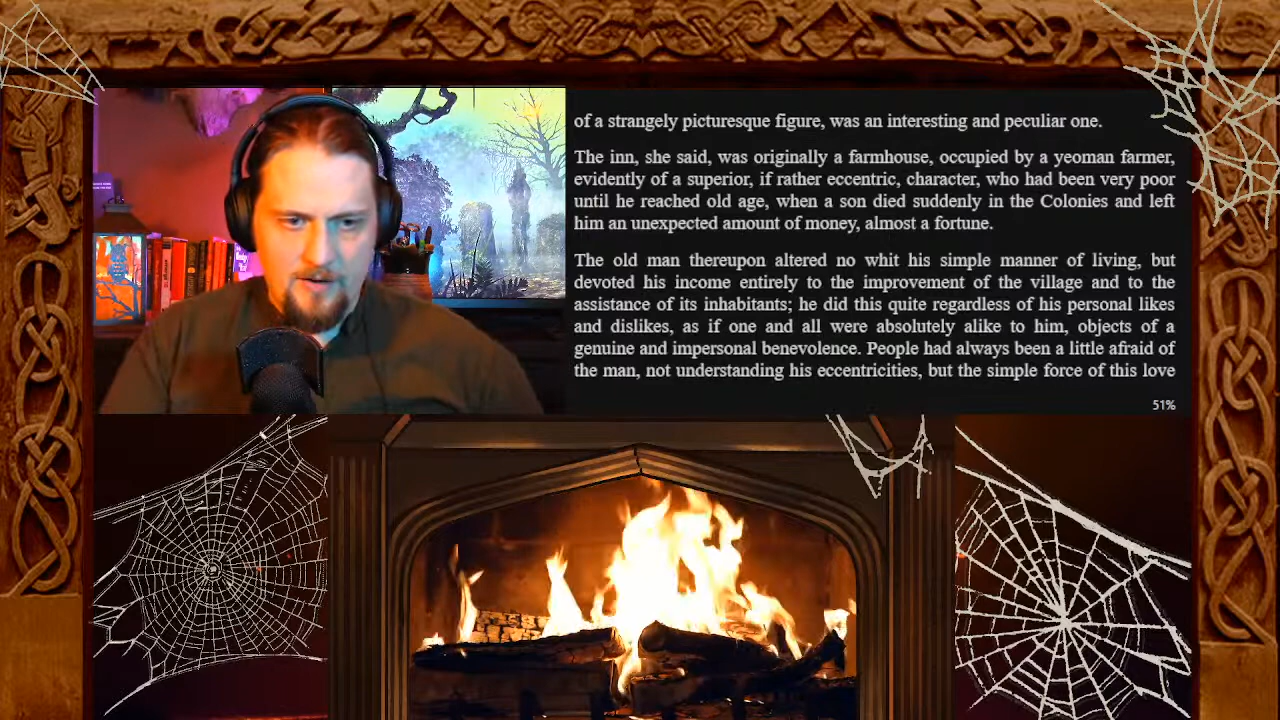 of a strangely picturesque figure, was an interesting and peculiar one.
The inn, she said, was originally a farmhouse, occupied by a yeoman farmer,
evidently of a superior, if rather eccentric, character, who had been very poor
until he reached old age, when a son died suddenly in the Colonies and left
him an unexpected amount of money, almost a fortune.
The old man thereupon altered no whit his simple manner of living, but
devoted his income entirely to the improvement of the village and to the
assistance of its inhabitants; he did this quite regardless of his personal likes
and dislikes, as if one and all were absolutely alike to him, objects of a
genuine and impersonal benevolence. People had always been a little afraid of
the man, not understanding his eccentricities, but the simple force of this love
51%